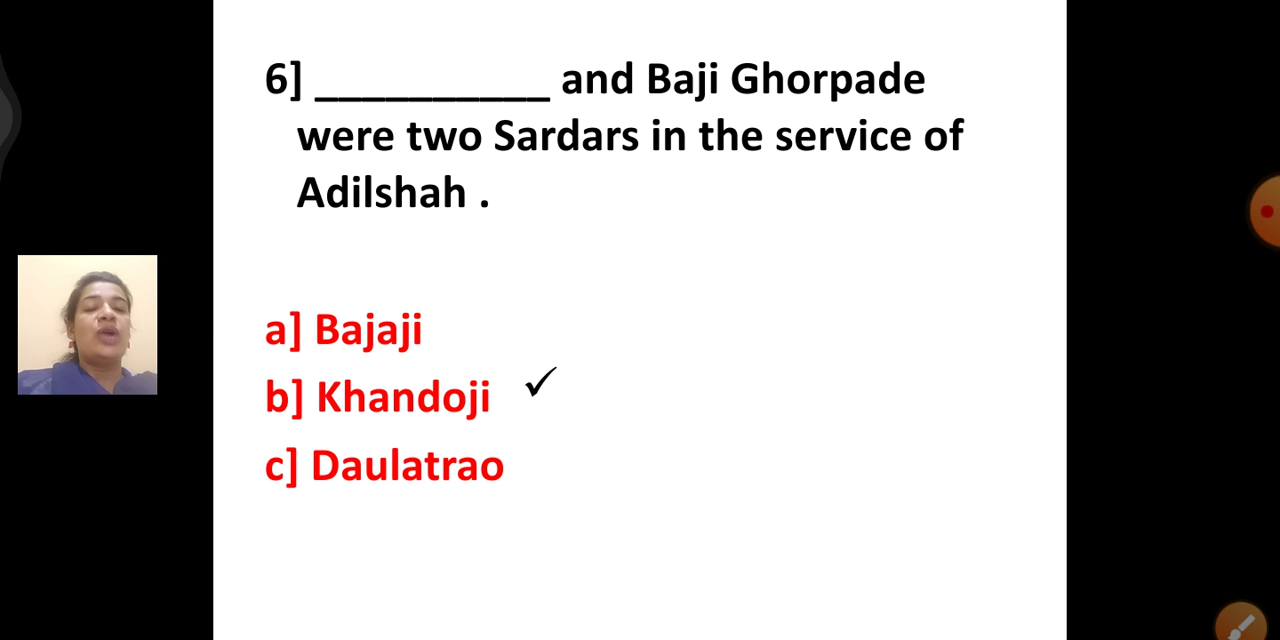 6] __________ and Baji Ghorpade
were two Sardars in the service of
Adilshah .
a] Bajaji
b] Khandoji ✓
c] Daulatrao